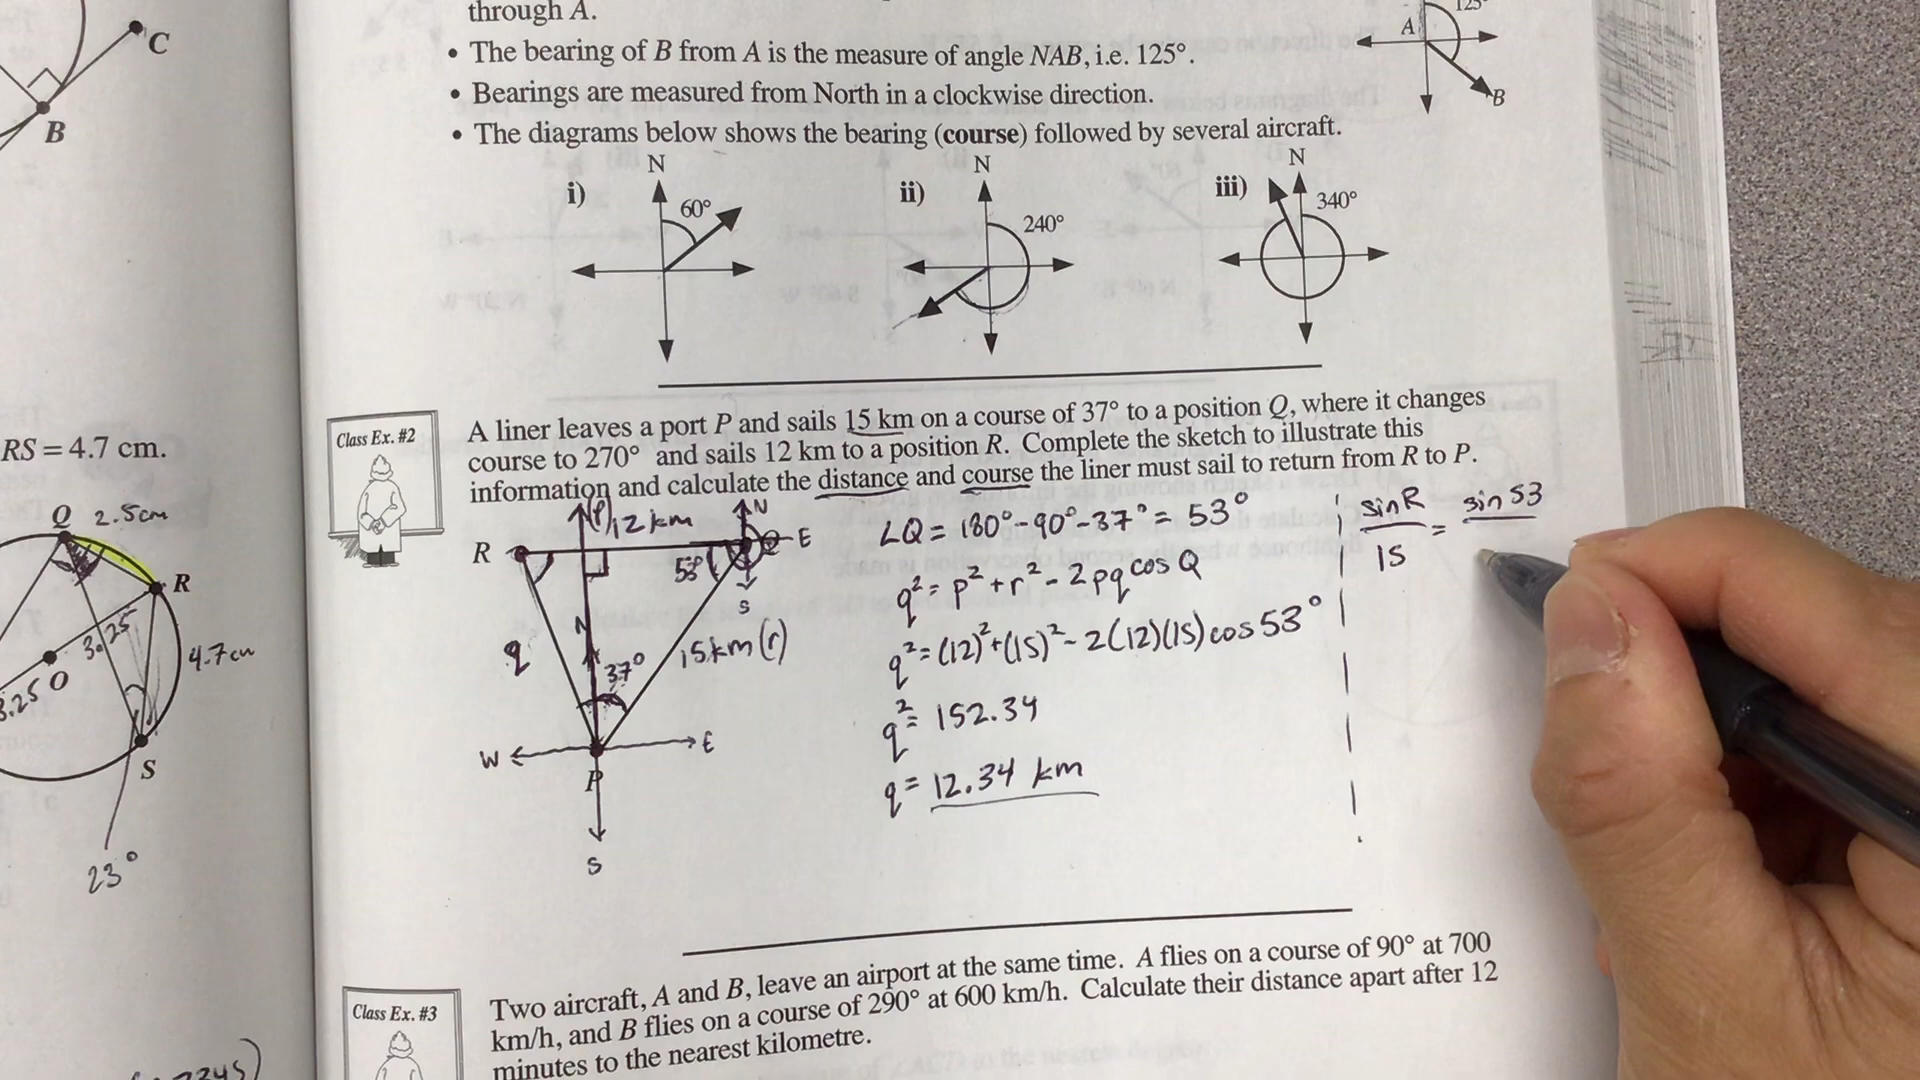 through A.
• The bearing of B from A is the measure of angle NAB, i.e. 125°.
• Bearings are measured from North in a clockwise direction.
• The diagrams below shows the bearing (course) followed by several aircraft.
A
125°
B
i)
N
60°
ii)
N
240°
iii)
N
340°
Class Ex. #2
A liner leaves a port P and sails 15 km on a course of 37° to a position Q, where it changes
course to 270° and sails 12 km to a position R. Complete the sketch to illustrate this
information and calculate the distance and course the liner must sail to return from R to P.
(P) 12 km
N
R
Q
E
53°
S
N
q
37°
15km (r)
W
E
P
S
∠Q = 180° - 90° - 37° = 53°
q² = p² + r² - 2pq cos Q
q² = (12)² + (15)² - 2(12)(15) cos 53°
q² = 152.34
q = 12.34 km
sin R
15
=
sin 53
Class Ex. #3
Two aircraft, A and B, leave an airport at the same time. A flies on a course of 90° at 700
km/h, and B flies on a course of 290° at 600 km/h. Calculate their distance apart after 12
minutes to the nearest kilometre.
C
B
RS = 4.7 cm.
Q
2.5cm
R
3.25
4.7cm
3.25
O
S
23°